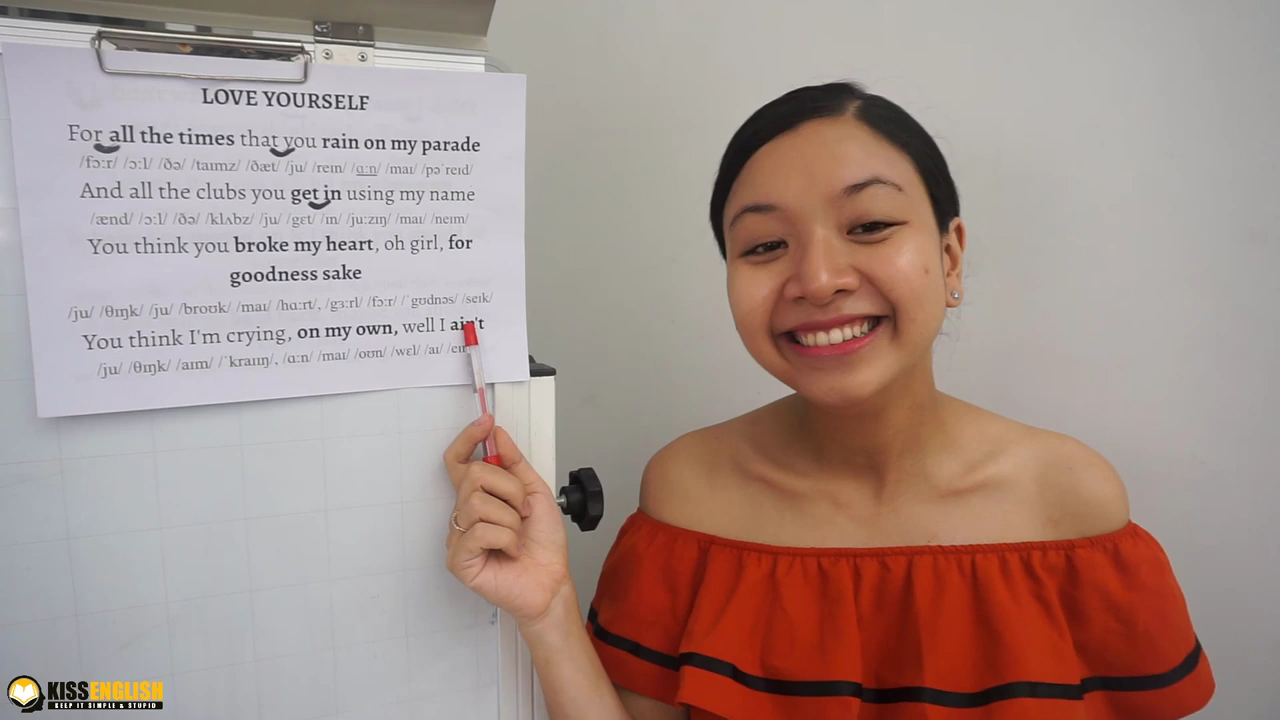 LOVE YOURSELF
For all the times that you rain on my parade
/fɔːr/ /ɔːl/ /ðə/ /taɪmz/ /ðæt/ /ju/ /reɪn/ /ɑːn/ /maɪ/ /pəˈreɪd/
And all the clubs you get in using my name
/ænd/ /ɔːl/ /ðə/ /klʌbz/ /ju/ /gɛt/ /ɪn/ /juːzɪŋ/ /maɪ/ /neɪm/
You think you broke my heart, oh girl, for
goodness sake
/ju/ /θɪŋk/ /ju/ /broʊk/ /maɪ/ /hɑːrt/, /gɜːrl/ /fɔːr/ /ˈgʊdnəs/ /seɪk/
You think I'm crying, on my own, well I ain't
/ju/ /θɪŋk/ /aɪm/ /ˈkraɪɪŋ/, /ɑːn/ /maɪ/ /oʊn/ /wɛl/ /aɪ/
KISS ENGLISH
KEEP IT SIMPLE & STUPID